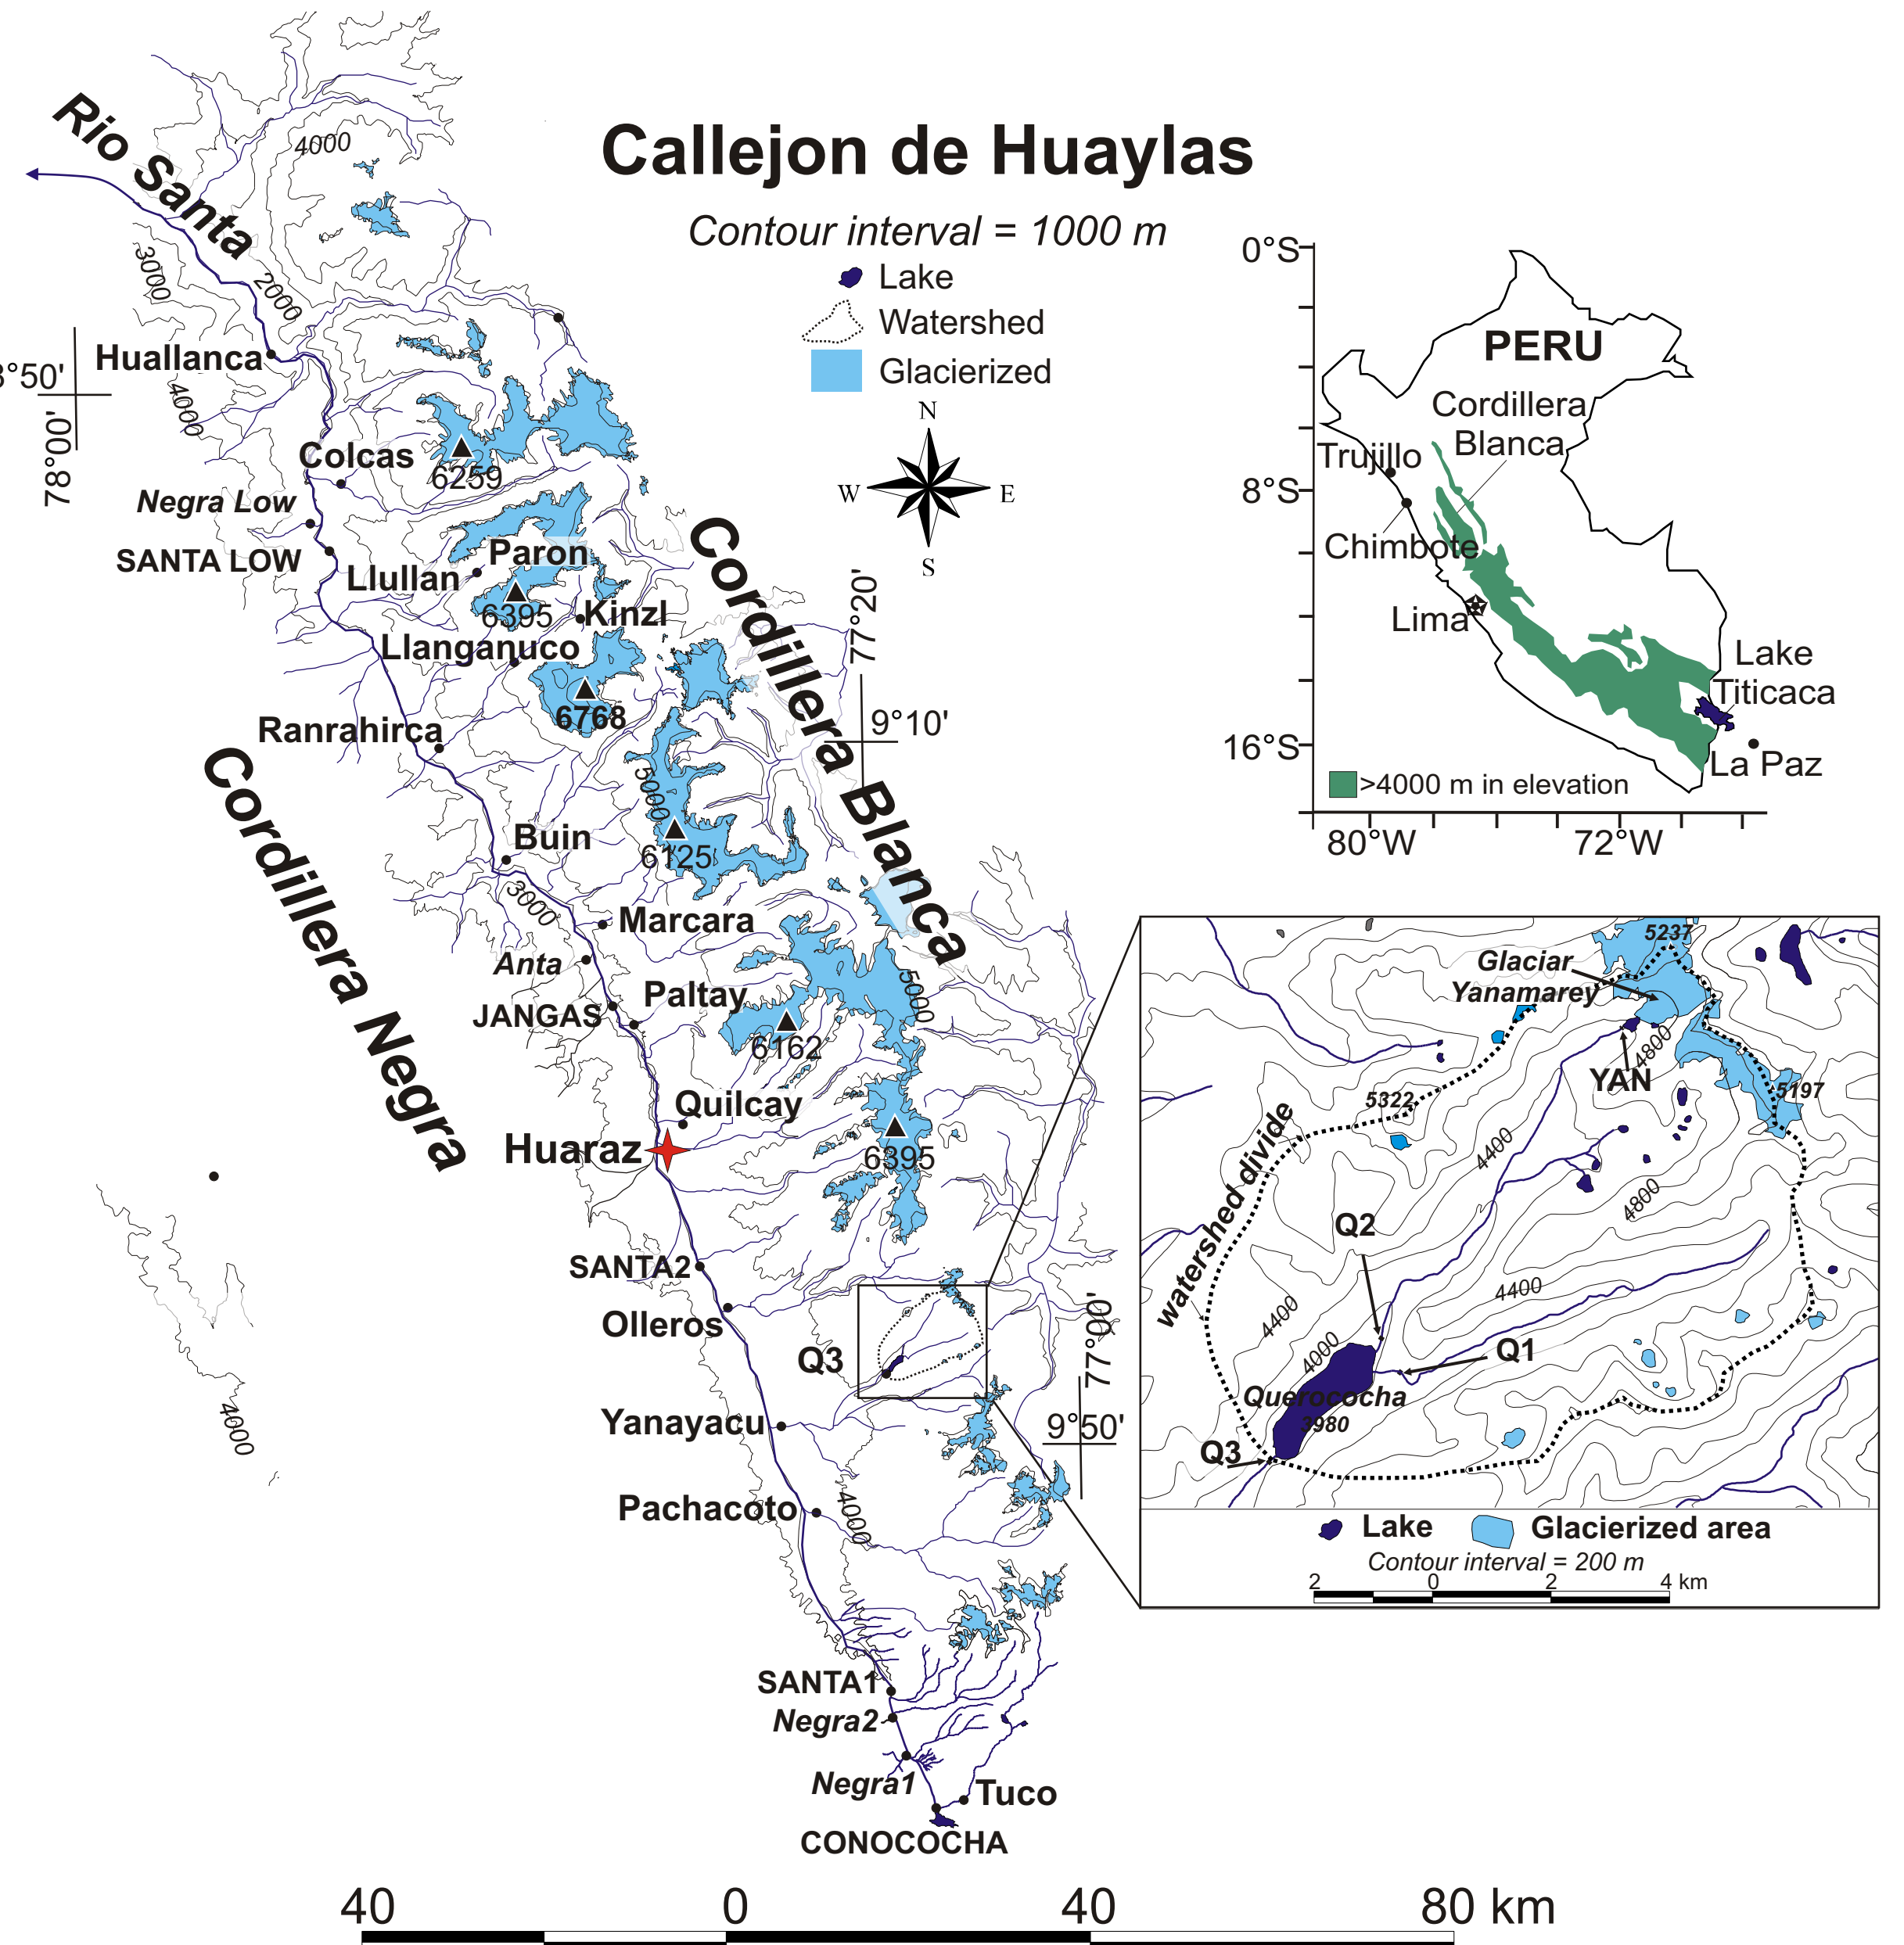 Callejon de Huaylas
Contour interval = 1000 m
Lake
Watershed
Glacierized
N
W
E
S
Rio Santa
4000
3000
2000
Huallanca
8°50'
78°00'
4000
Colcas
6259
Negra Low
SANTA LOW
Paron
Llullan
6395
Kinzl
Llanganuco
Cordillera Blanca
77°20'
9°10'
6768
Ranrahirca
Cordillera Negra
5000
6125
Buin
3000
Marcara
Anta
5000
Paltay
JANGAS
6162
Quilcay
Huaraz
6395
SANTA2
Olleros
Q3
77°00'
9°50'
Yanayacu
4000
Pachacoto
4000
SANTA1
Negra2
Negra1
Tuco
CONOCOCHA
40
0
40
80 km
0°S
8°S
16°S
PERU
Cordillera
Blanca
Trujillo
Chimbote
Lima
Lake
Titicaca
La Paz
>4000 m in elevation
80°W
72°W
5237
Glaciar
Yanamarey
4800
YAN
5197
5322
watershed divide
4400
4800
Q2
4400
4400
4000
Q1
Querococha
3980
Q3
Lake
Glacierized area
Contour interval = 200 m
2
0
2
4 km